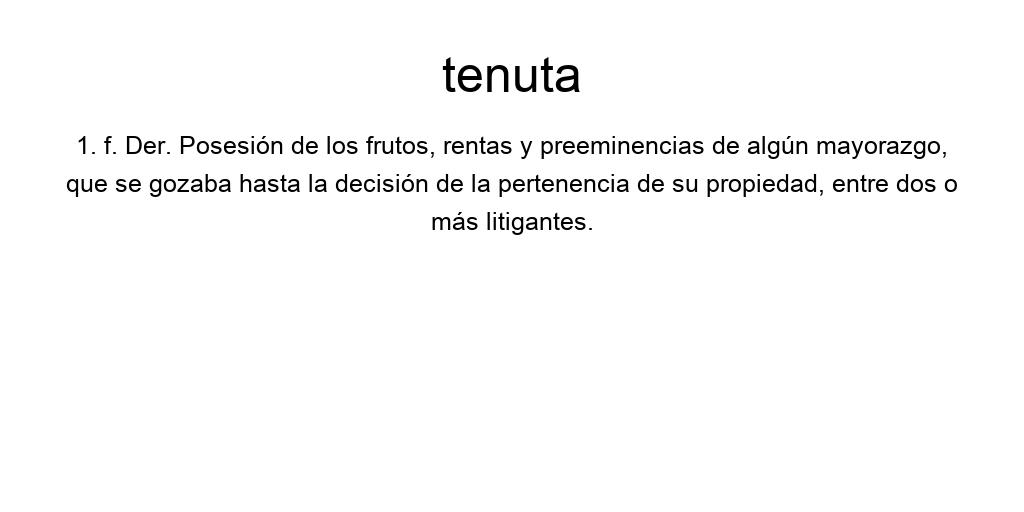 tenuta
1. f. Der. Posesión de los frutos, rentas y preeminencias de algún mayorazgo,
que se gozaba hasta la decisión de la pertenencia de su propiedad, entre dos o
más litigantes.